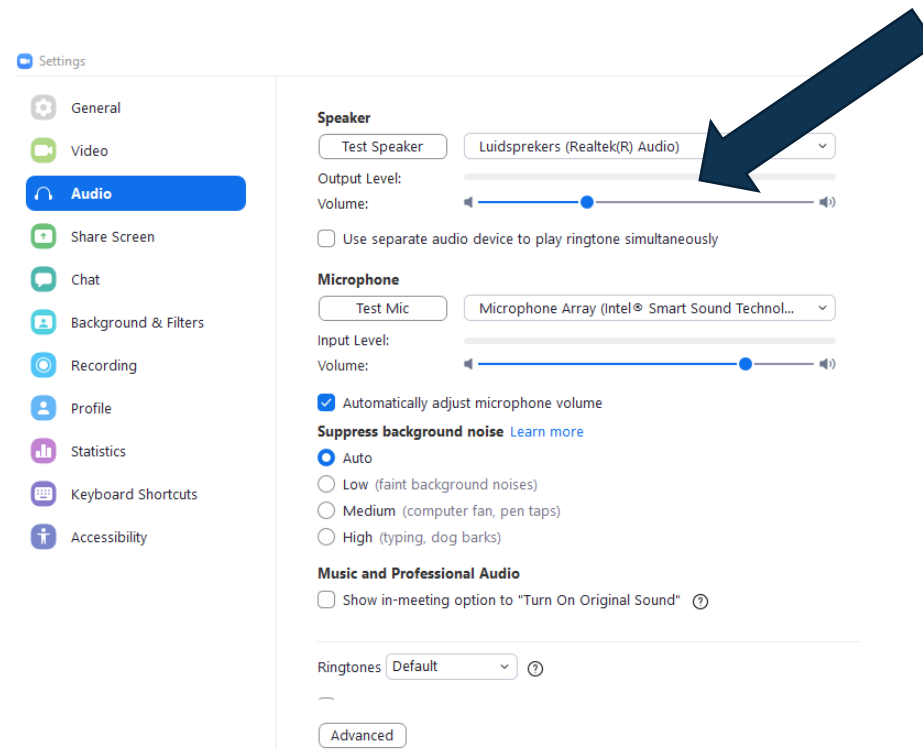 Settings
General
Video
Audio
Share Screen
Chat
Background & Filters
Recording
Profile
Statistics
Keyboard Shortcuts
Accessibility
Speaker
Test Speaker Luidsprekers (Realtek(R) Audio)
Output Level:
Volume:
Use separate audio device to play ringtone simultaneously
Microphone
Test Mic Microphone Array (Intel® Smart Sound Technol...
Input Level:
Volume:
Automatically adjust microphone volume
Suppress background noise Learn more
Auto
Low (faint background noises)
Medium (computer fan, pen taps)
High (typing, dog barks)
Music and Professional Audio
Show in-meeting option to "Turn On Original Sound" ?
Ringtones Default ?
Advanced